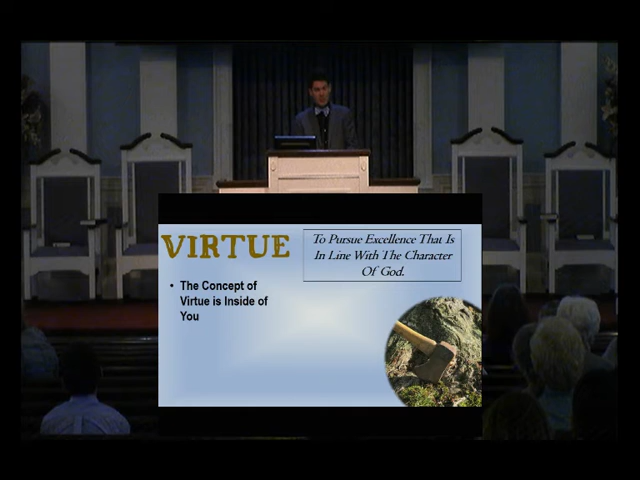 VIRTUE
To Pursue Excellence That Is
In Line With The Character
Of God.
• The Concept of
Virtue is Inside of
You